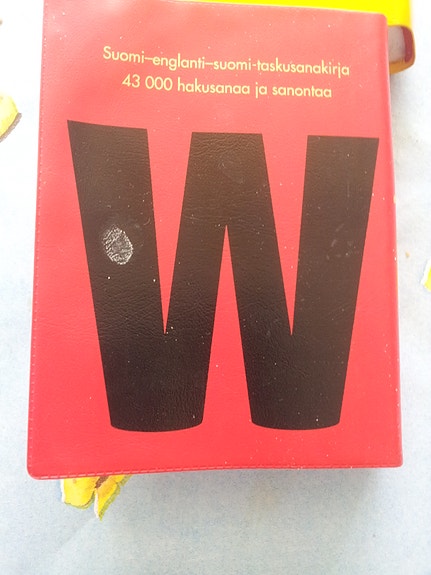 Suomi–englanti–suomi-taskusanakirja
43 000 hakusanaa ja sanontaa
W